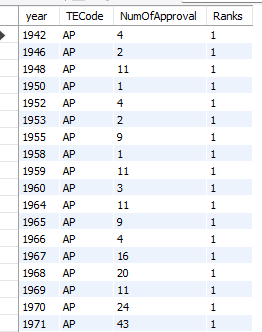 year TECode NumOfApproval Ranks
1942 AP 4 1
1946 AP 2 1
1948 AP 11 1
1950 AP 1 1
1952 AP 4 1
1953 AP 2 1
1955 AP 9 1
1958 AP 1 1
1959 AP 11 1
1960 AP 3 1
1964 AP 11 1
1965 AP 9 1
1966 AP 4 1
1967 AP 16 1
1968 AP 20 1
1969 AP 11 1
1970 AP 24 1
1971 AP 43 1